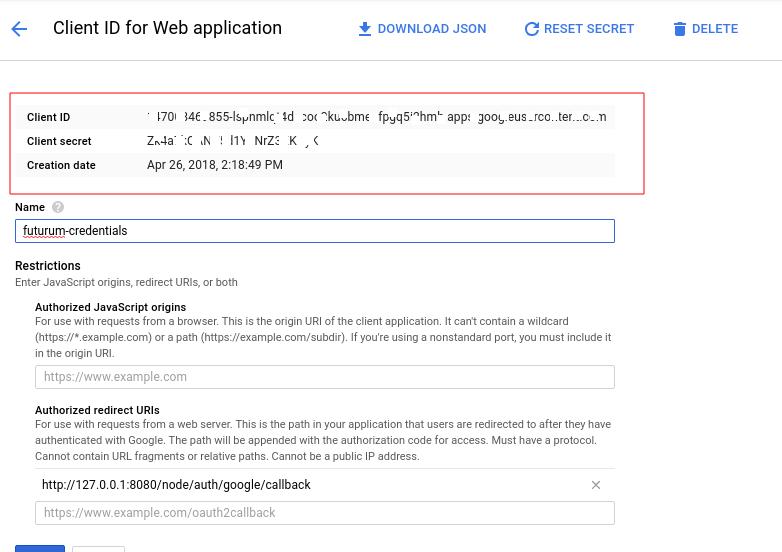 Client ID for Web application
DOWNLOAD JSON
RESET SECRET
DELETE
Client ID
Client secret
Creation date Apr 26, 2018, 2:18:49 PM
Name ?
futurum-credentials
Restrictions
Enter JavaScript origins, redirect URIs, or both
Authorized JavaScript origins
For use with requests from a browser. This is the origin URI of the client application. It can't contain a wildcard
(https://*.example.com) or a path (https://example.com/subdir). If you're using a nonstandard port, you must include it
in the origin URI.
https://www.example.com
Authorized redirect URIs
For use with requests from a web server. This is the path in your application that users are redirected to after they have
authenticated with Google. The path will be appended with the authorization code for access. Must have a protocol.
Cannot contain URL fragments or relative paths. Cannot be a public IP address.
http://127.0.0.1:8080/node/auth/google/callback
https://www.example.com/oauth2callback